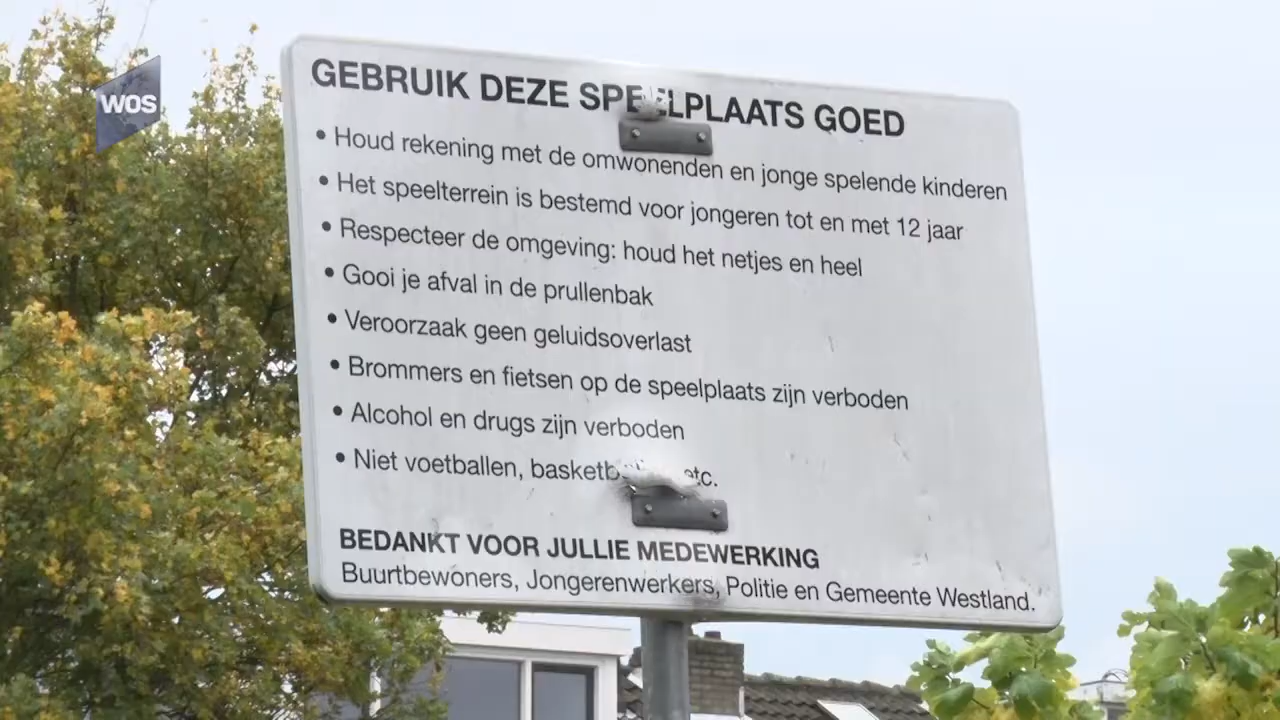 WOS
GEBRUIK DEZE SPEELPLAATS GOED
• Houd rekening met de omwonenden en jonge spelende kinderen
• Het speelterrein is bestemd voor jongeren tot en met 12 jaar
• Respecteer de omgeving: houd het netjes en heel
• Gooi je afval in de prullenbak
• Veroorzaak geen geluidsoverlast
• Brommers en fietsen op de speelplaats zijn verboden
• Alcohol en drugs zijn verboden
• Niet voetballen, etc.
BEDANKT VOOR JULLIE MEDEWERKING
Buurtbewoners, Jongerenwerkers, Politie en Gemeente Westland.